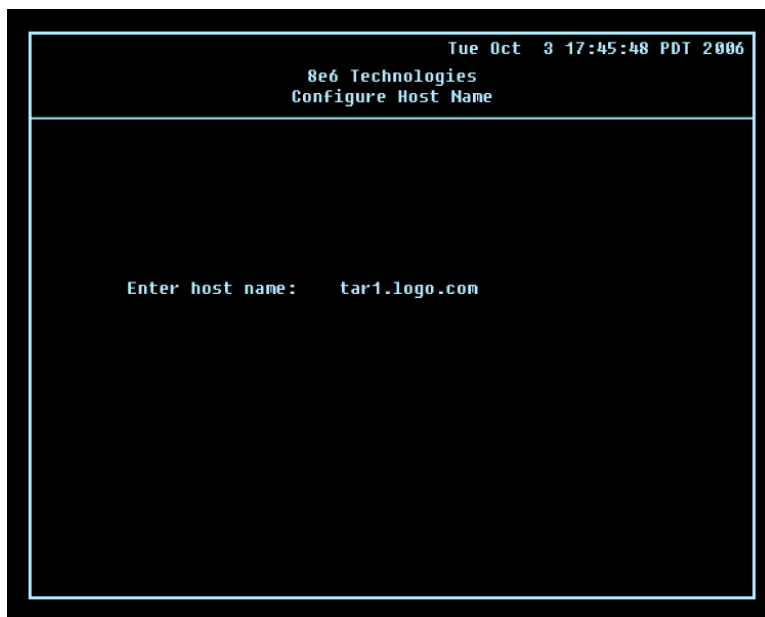 Tue Oct  3 17:45:48 PDT 2006
8e6 Technologies
Configure Host Name
Enter host name:    tar1.logo.com